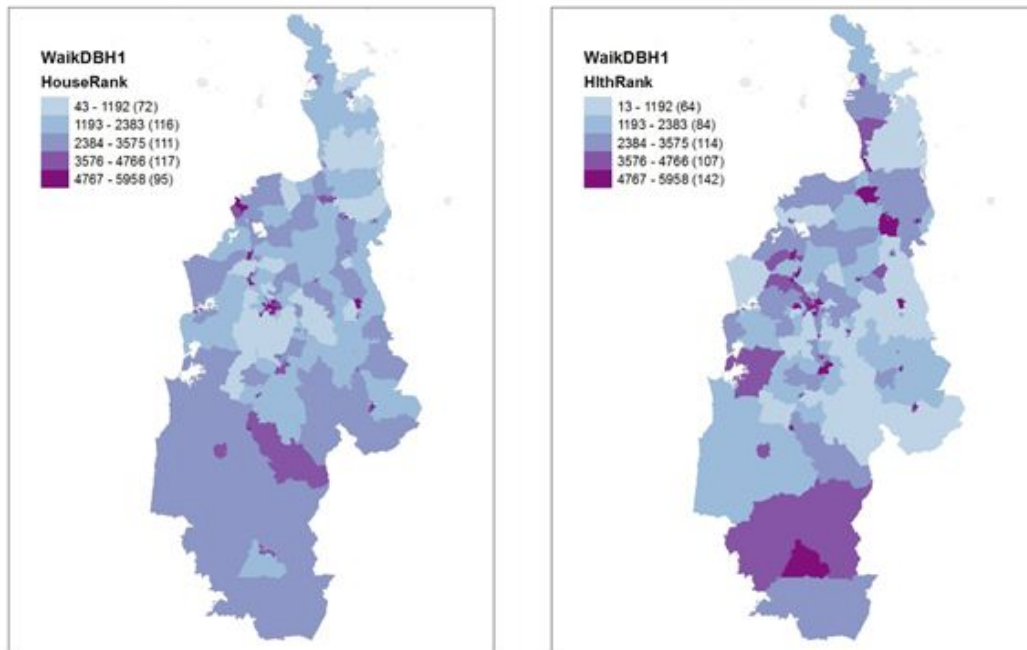 WaikDBH1
HouseRank
43 - 1192 (72)
1193 - 2383 (116)
2384 - 3575 (111)
3576 - 4766 (117)
4767 - 5958 (95)
WaikDBH1
HlthRank
13 - 1192 (64)
1193 - 2383 (84)
2384 - 3575 (114)
3576 - 4766 (107)
4767 - 5958 (142)